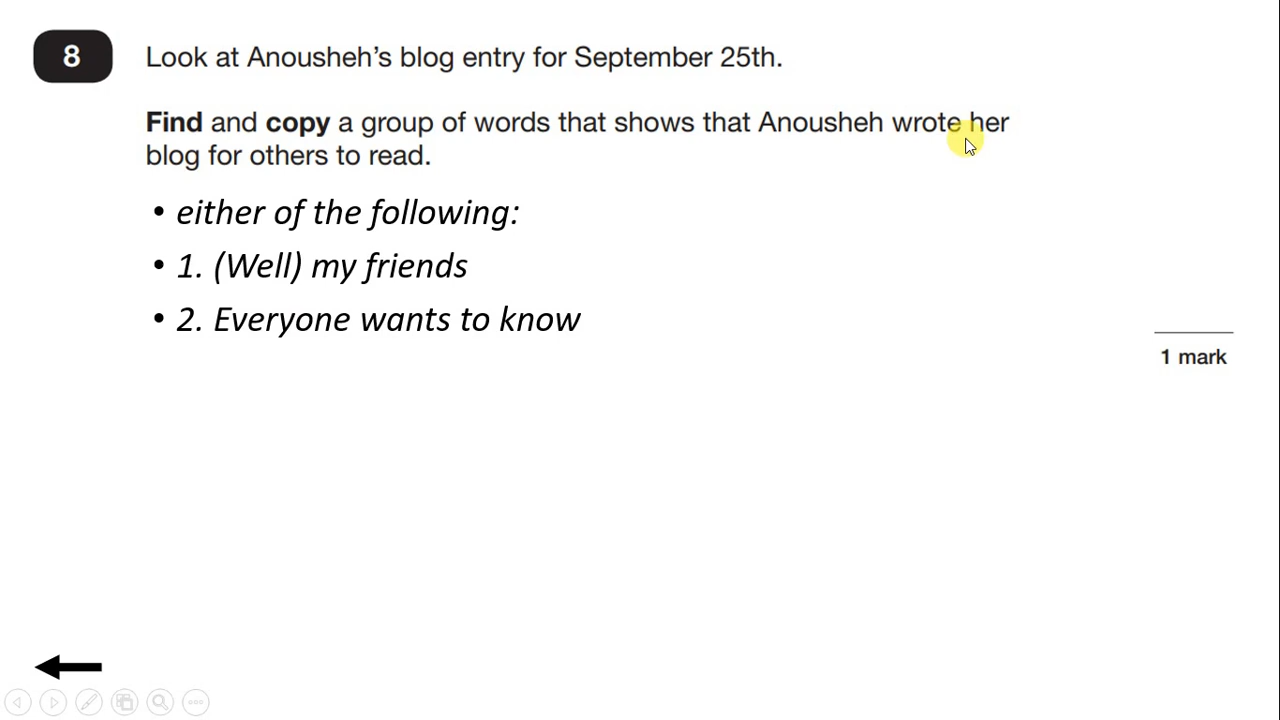 8
Look at Anousheh's blog entry for September 25th.
Find and copy a group of words that shows that Anousheh wrote her
blog for others to read.
• either of the following:
• 1. (Well) my friends
• 2. Everyone wants to know
1 mark